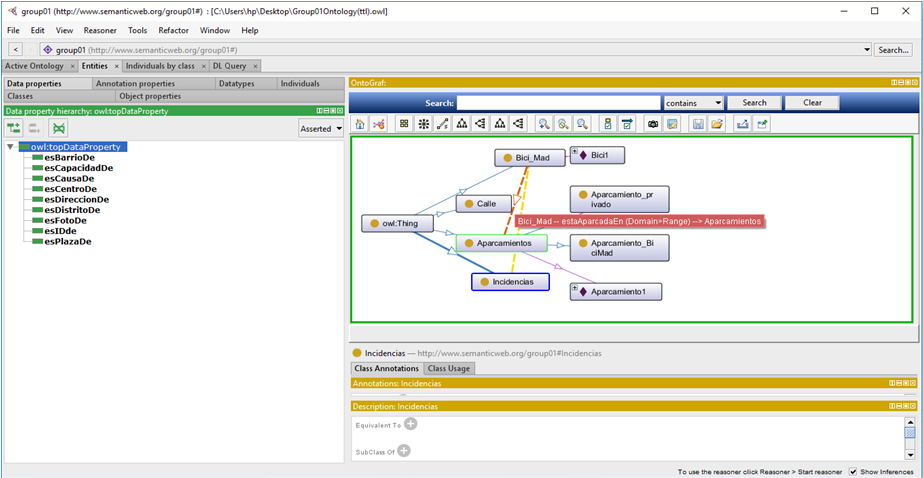 group01 (http://www.semanticweb.org/group01#) : [C:\Users\hp\Desktop\Group01Ontology(ttl).owl]
File Edit View Reasoner Tools Refactor Window Help
< > group01 (http://www.semanticweb.org/group01#) Search...
Active Ontology × Entities × Individuals by class × DL Query ×
Data properties Annotation properties Datatypes Individuals
Classes Object properties
Data property hierarchy: owl:topDataProperty
Asserted
owl:topDataProperty
esBarrioDe
esCapacidadDe
esCausaDe
esCentroDe
esDireccionDe
esDistritoDe
esFotoDe
esIDde
esPlazaDe
OntoGraf:
Search: contains Search Clear
Bici_Mad
Bici1
Calle
Aparcamiento_pr
ivado
owl:Thing
Bici_Mad -- estaAparcadaEn (Domain>Range) --> Aparcamientos
Aparcamientos
Aparcamiento_Bi
ciMad
Incidencias
Aparcamiento1
Incidencias — http://www.semanticweb.org/group01#Incidencias
Class Annotations Class Usage
Annotations: Incidencias
Description: Incidencias
Equivalent To
SubClass Of
To use the reasoner click Reasoner > Start reasoner Show Inferences